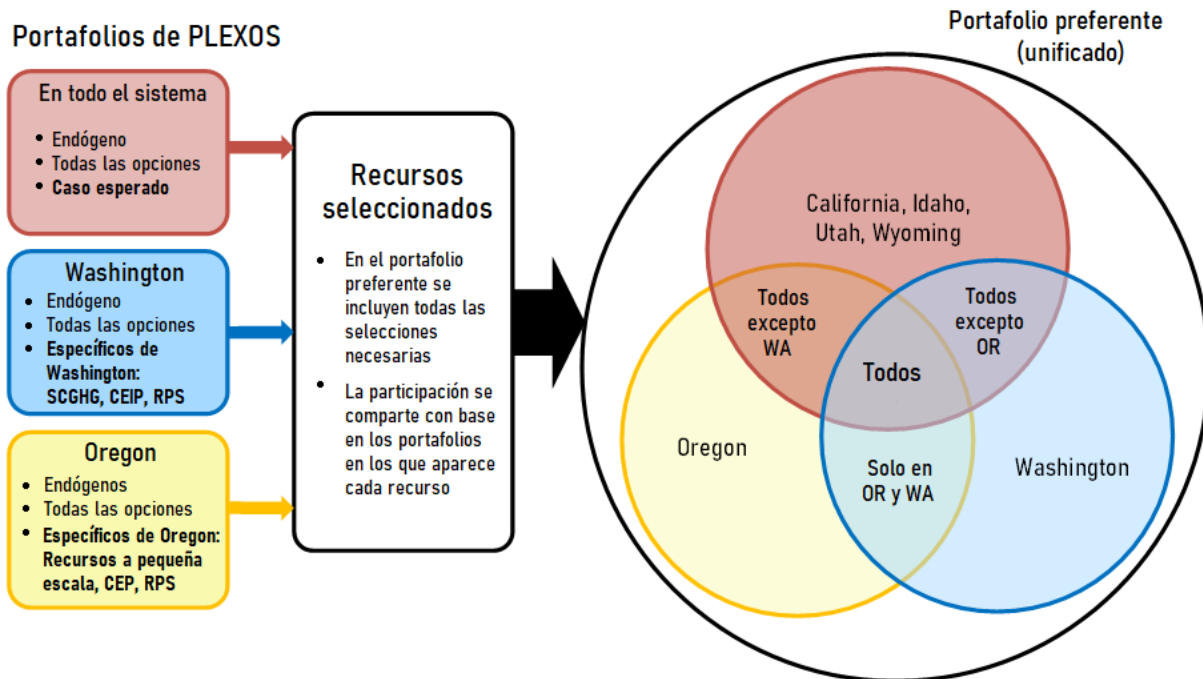 Portafolios de PLEXOS
En todo el sistema
• Endógeno
• Todas las opciones
• Caso esperado
Washington
• Endógeno
• Todas las opciones
• Específicos de
Washington:
SCGHG, CEIP, RPS
Oregon
• Endógenos
• Todas las opciones
• Específicos de Oregon:
Recursos a pequeña
escala, CEP, RPS
Recursos
seleccionados
• En el portafolio
preferente se
incluyen todas las
selecciones
necesarias
• La participación se
comparte con base
en los portafolios
en los que aparece
cada recurso
Portafolio preferente
(unificado)
California, Idaho,
Utah, Wyoming
Todos
excepto
WA
Todos
excepto
OR
Todos
Oregon
Solo en
OR y WA
Washington